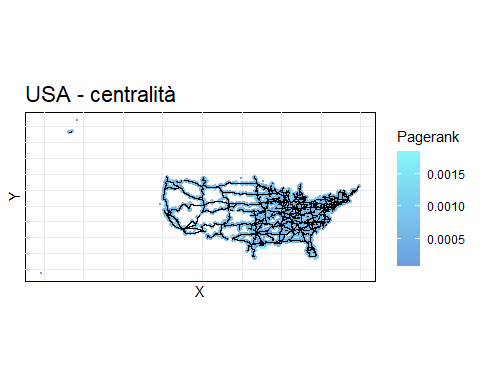 USA - centralità
Y
X
Pagerank
0.0015
0.0010
0.0005